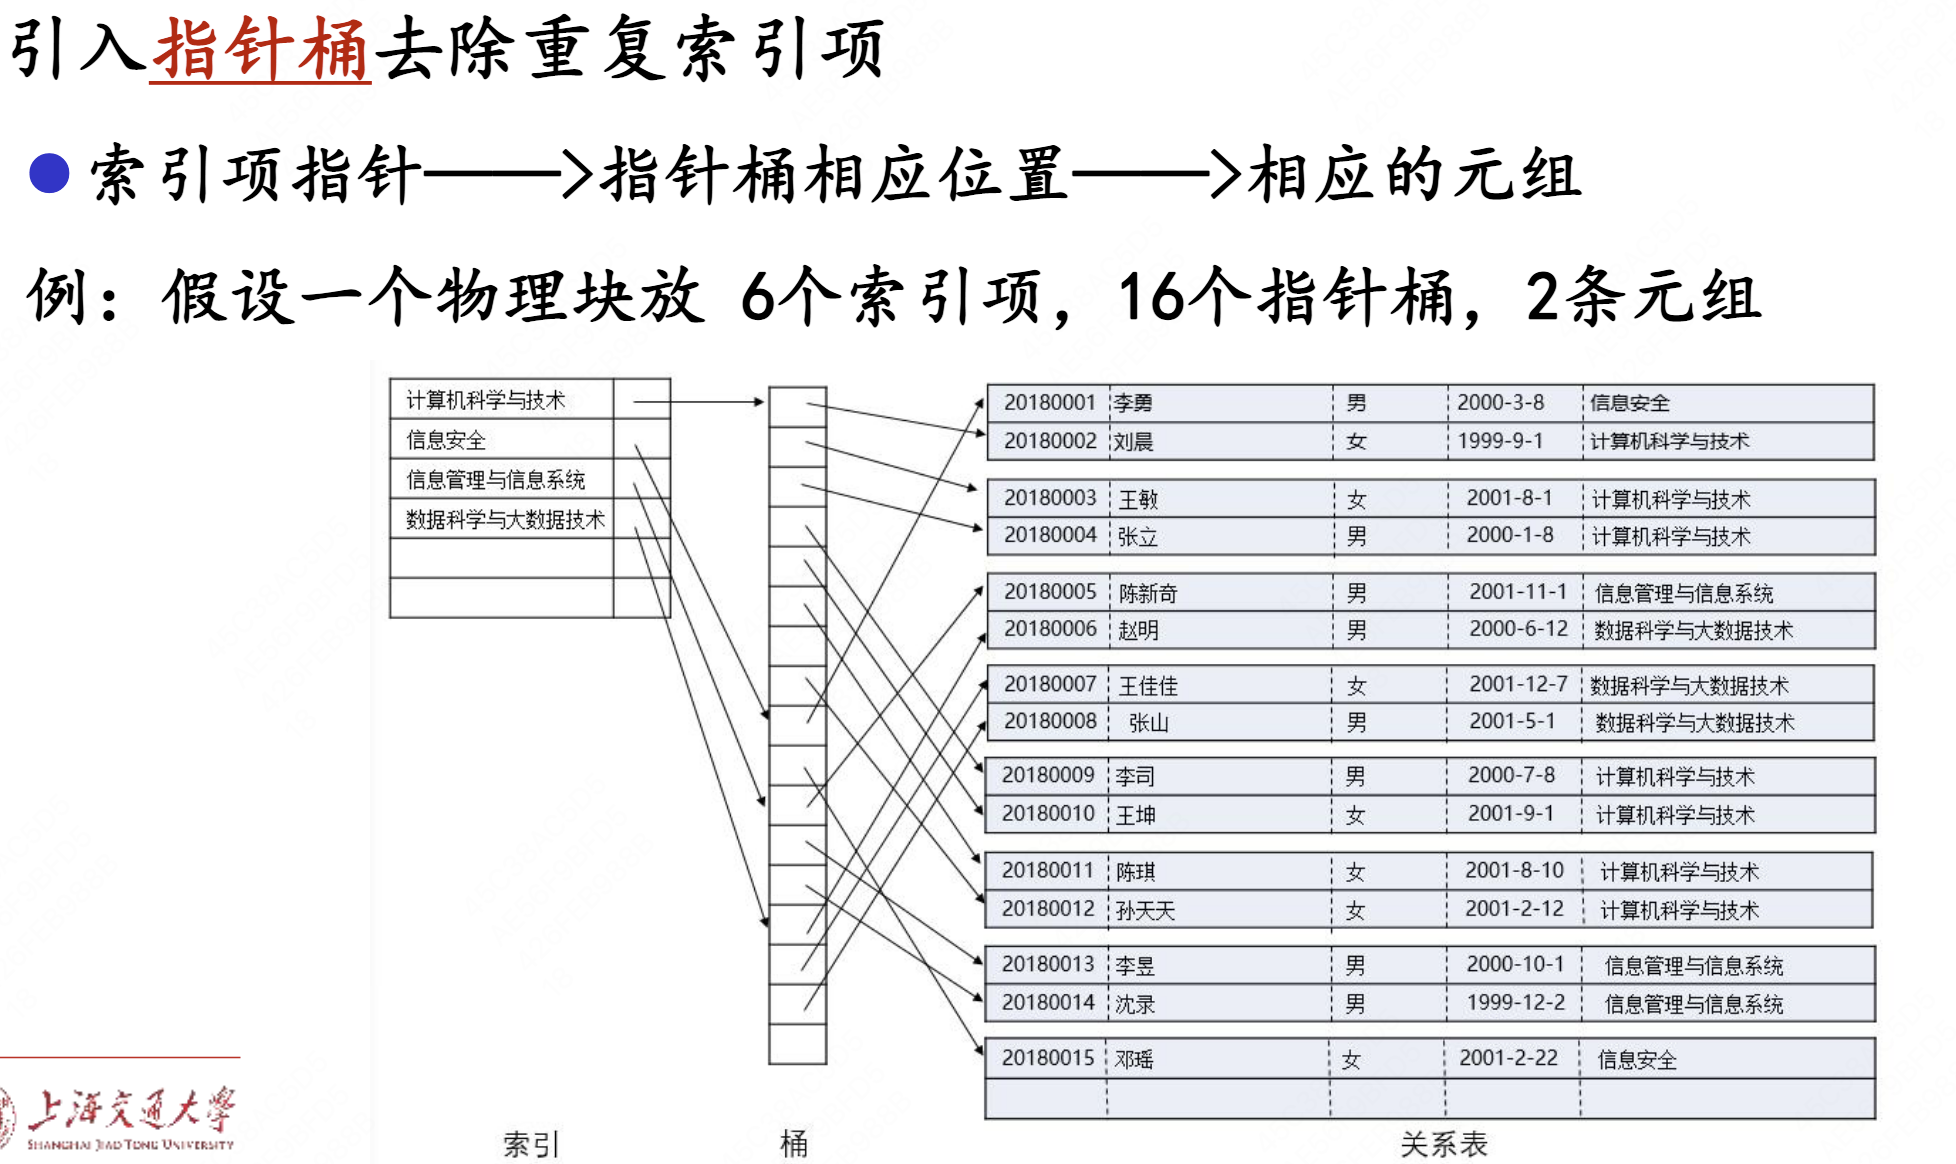 引入指针桶去除重复索引项
索引项指针——>指针桶相应位置——>相应的元组
例：假设一个物理块放 6个索引项，16个指针桶，2条元组
计算机科学与技术
信息安全
信息管理与信息系统
数据科学与大数据技术
20180001 李勇 男 2000-3-8 信息安全
20180002 刘晨 女 1999-9-1 计算机科学与技术
20180003 王敏 女 2001-8-1 计算机科学与技术
20180004 张立 男 2000-1-8 计算机科学与技术
20180005 陈新奇 男 2001-11-1 信息管理与信息系统
20180006 赵明 男 2000-6-12 数据科学与大数据技术
20180007 王佳佳 女 2001-12-7 数据科学与大数据技术
20180008 张山 男 2001-5-1 数据科学与大数据技术
20180009 李司 男 2000-7-8 计算机科学与技术
20180010 王坤 女 2001-9-1 计算机科学与技术
20180011 陈琪 女 2001-8-10 计算机科学与技术
20180012 孙天天 女 2001-2-12 计算机科学与技术
20180013 李昱 男 2000-10-1 信息管理与信息系统
20180014 沈录 男 1999-12-2 信息管理与信息系统
20180015 邓瑶 女 2001-2-22 信息安全
索引 桶 关系表
上海交通大学
SHANGHAI JIAO TONG UNIVERSITY